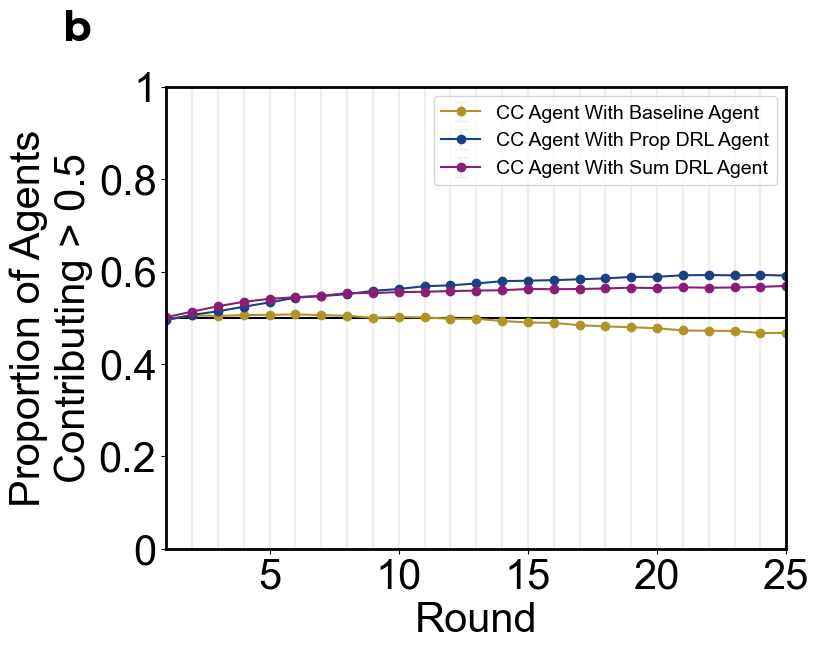 b
Proportion of Agents
Contributing > 0.5
1
0.8
0.6
0.4
0.2
0
CC Agent With Baseline Agent
CC Agent With Prop DRL Agent
CC Agent With Sum DRL Agent
5 10 15 20 25
Round